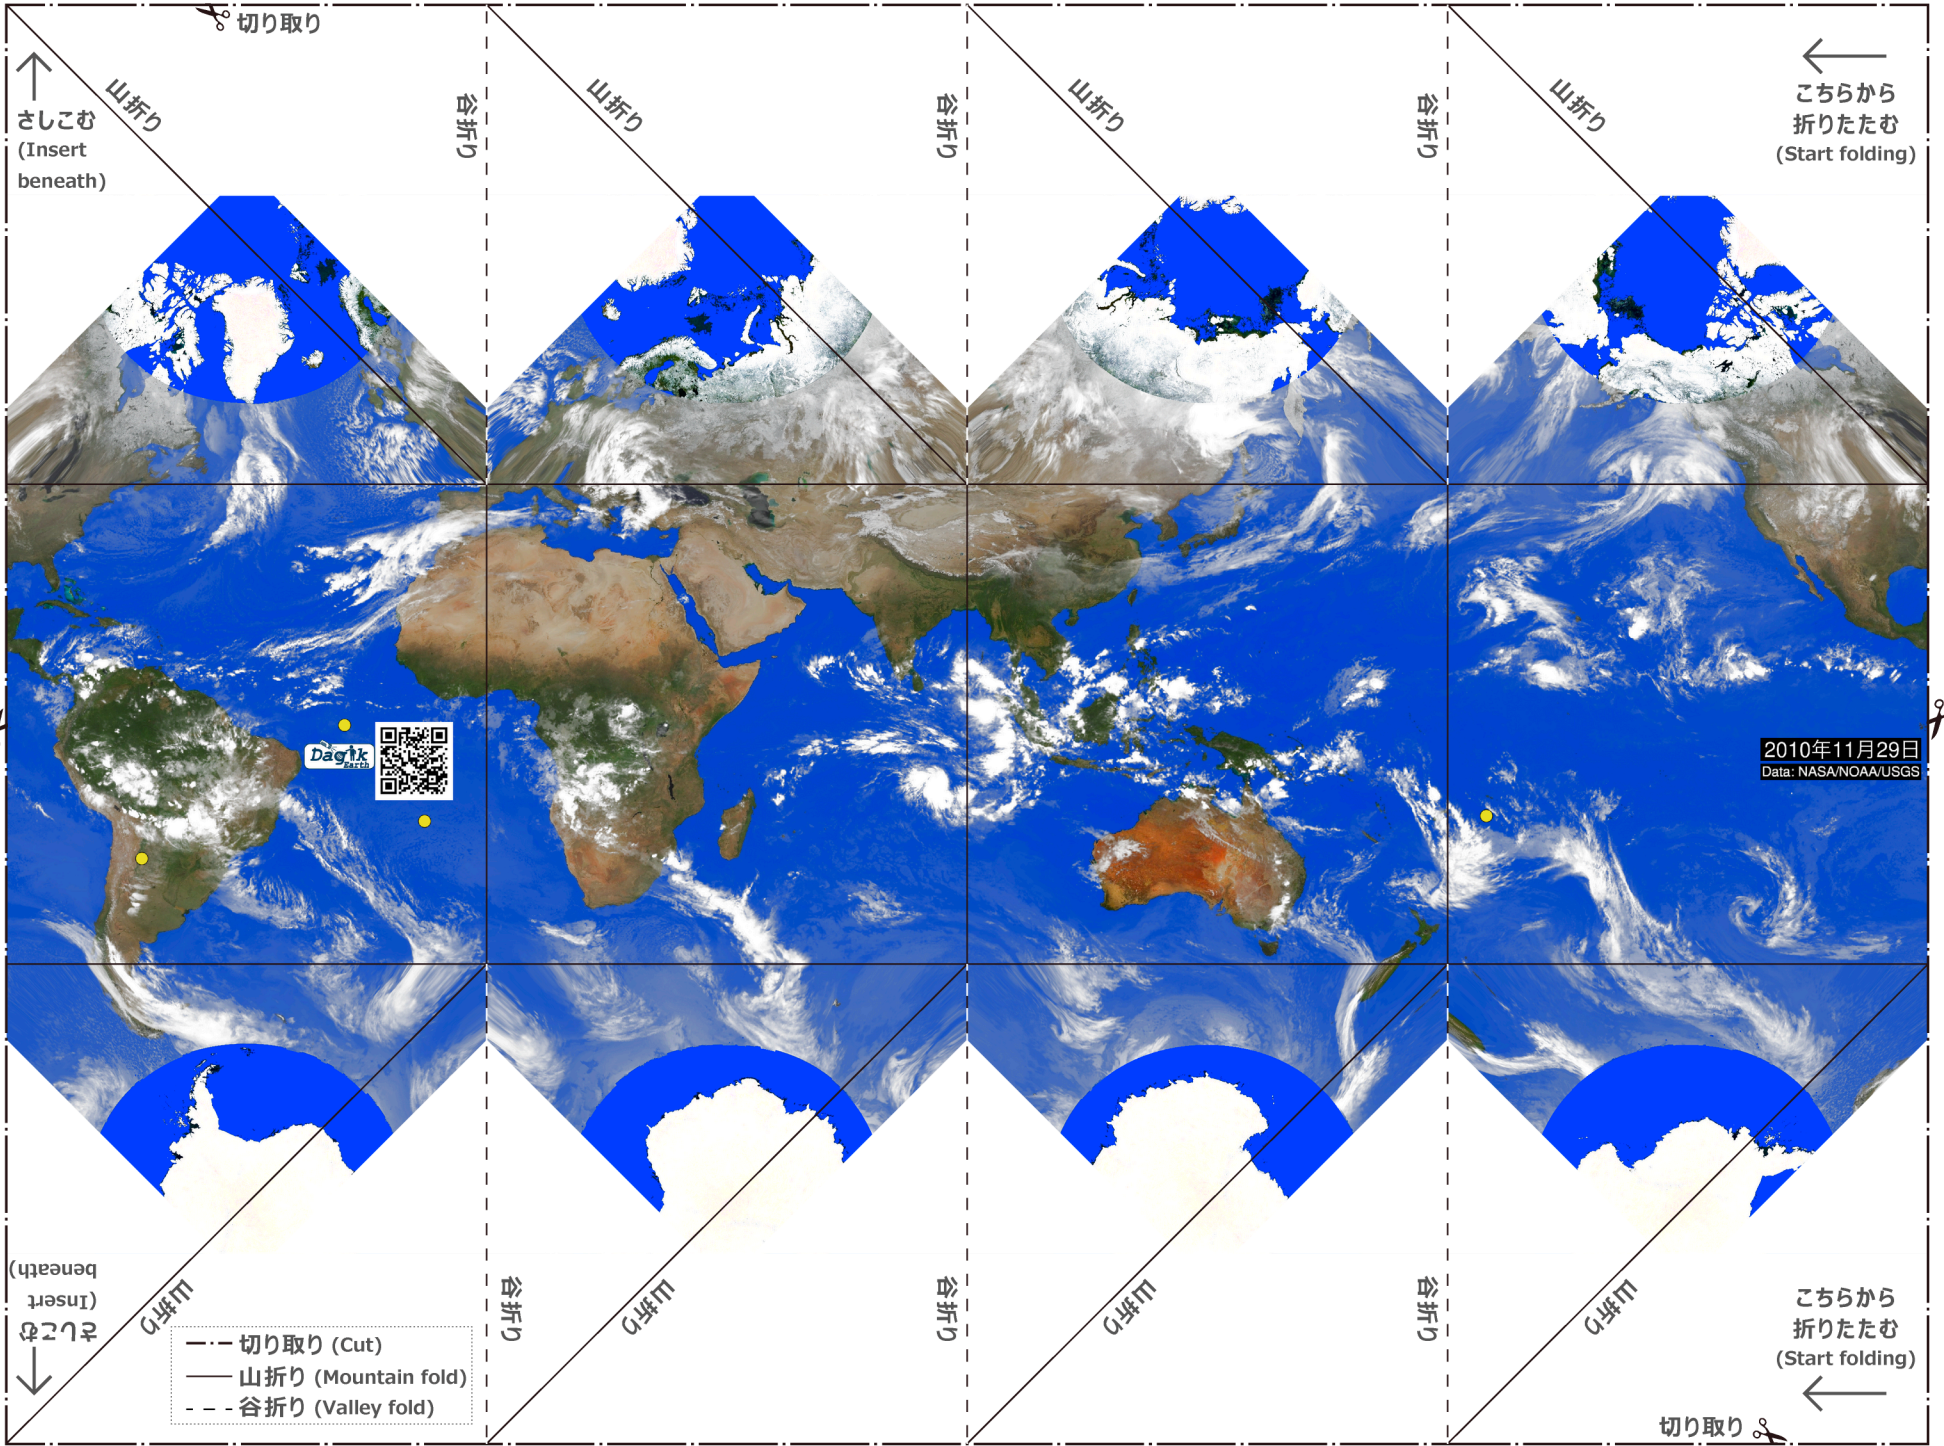 切り取り
山折り
谷折り
山折り
谷折り
山折り
谷折り
山折り
さしこむ
(Insert
beneath)
こちらから
折りたたむ
(Start folding)
Dagik
Earth
2010年11月29日
Data: NASA/NOAA/USGS
さしこむ
(Insert
beneath)
山折り
谷折り
山折り
谷折り
山折り
谷折り
山折り
こちらから
折りたたむ
(Start folding)
切り取り (Cut)
山折り (Mountain fold)
谷折り (Valley fold)
切り取り